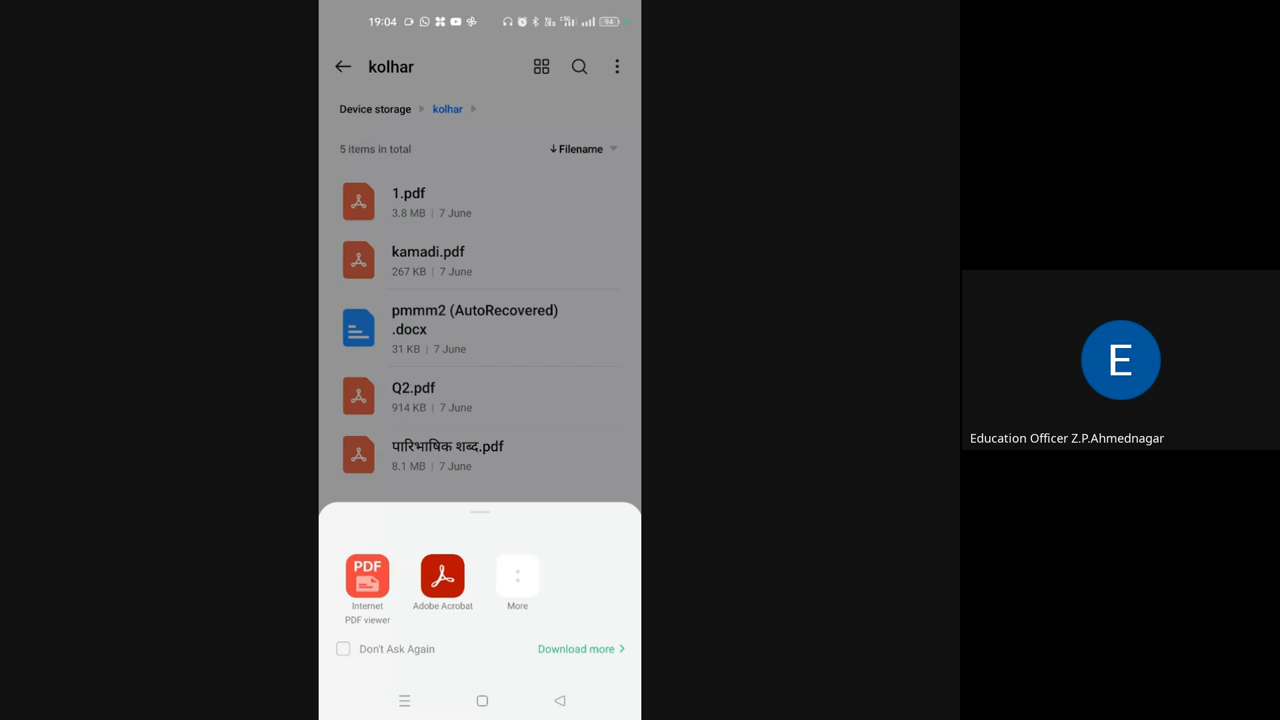 19:04
94
kolhar
Device storage
kolhar
5 items in total
Filename
1.pdf
3.8 MB | 7 June
kamadi.pdf
267 KB | 7 June
pmmm2 (AutoRecovered)
.docx
31 KB | 7 June
Q2.pdf
914 KB | 7 June
पारिभाषिक शब्द.pdf
8.1 MB | 7 June
PDF
Internet
PDF viewer
Adobe Acrobat
More
Don't Ask Again
Download more
E
Education Officer Z.P.Ahmednagar